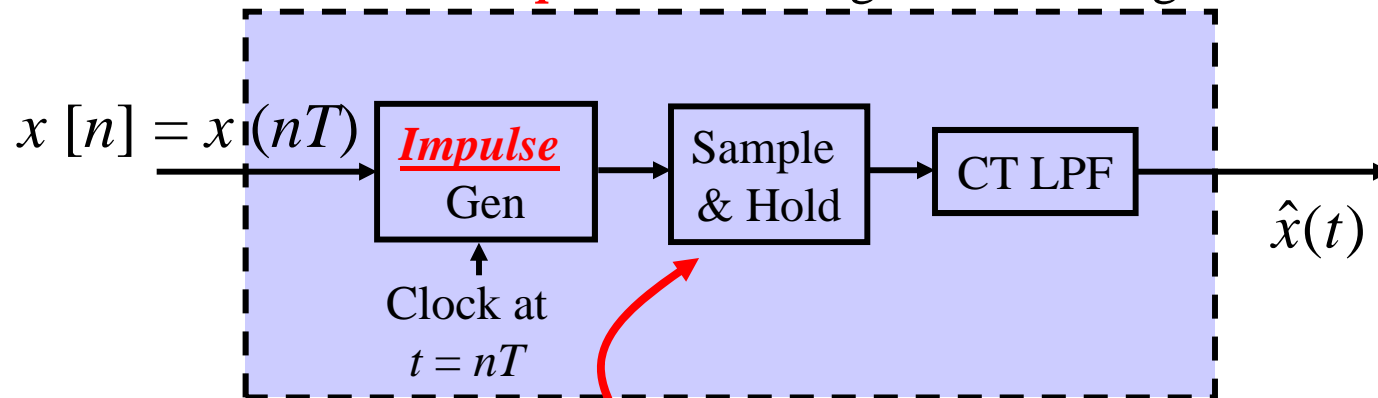 x [n] = x (nT)
Impulse
Gen
Sample
& Hold
CT LPF
x̂(t)
Clock at
t = nT